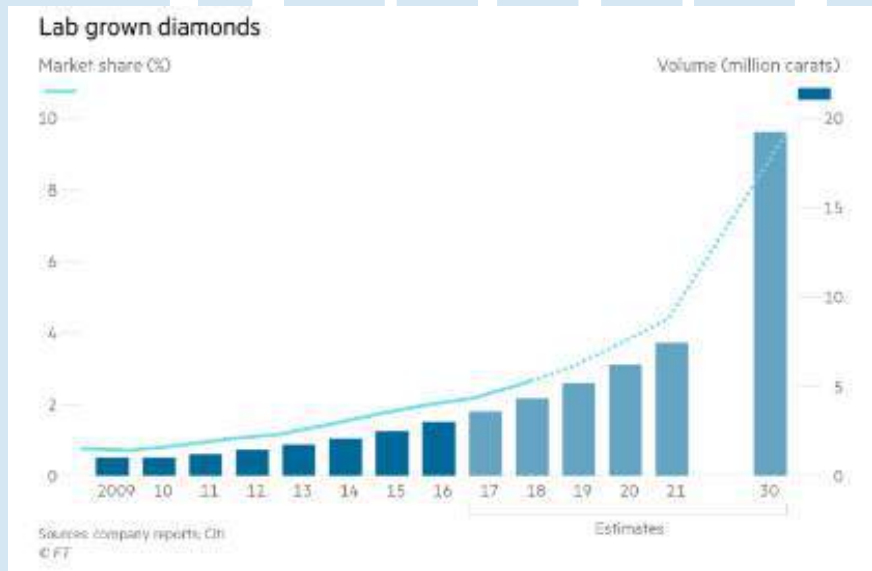 Lab grown diamonds
Market share (%) Volume (million carats)
10 20
8
15
6
10
4
5
2
0 0
2009 10 11 12 13 14 15 16 17 18 19 20 21 30
Estimates
Sources: company reports; Citi
© FT